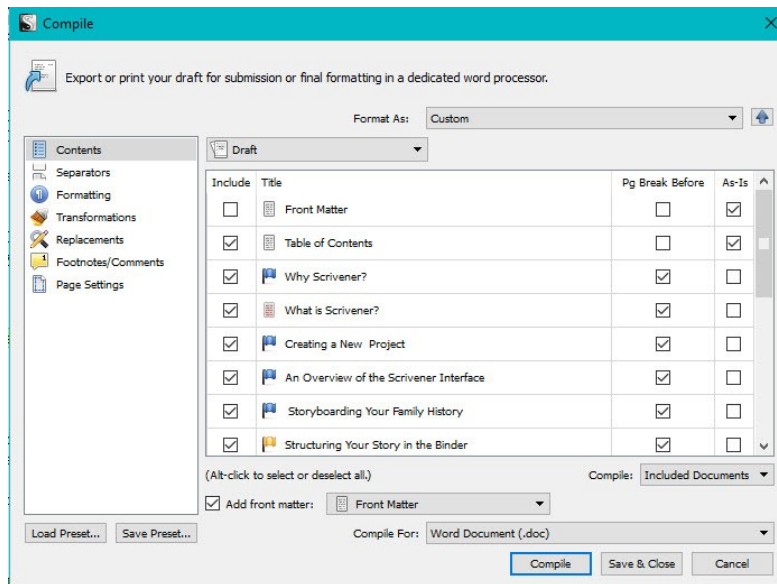 Compile
Export or print your draft for submission or final formatting in a dedicated word processor.
Format As: Custom
Contents
Separators
Formatting
Transformations
Replacements
Footnotes/Comments
Page Settings
Draft
Include Title Pg Break Before As-Is
Front Matter
Table of Contents
Why Scrivener?
What is Scrivener?
Creating a New Project
An Overview of the Scrivener Interface
Storyboarding Your Family History
Structuring Your Story in the Binder
(Alt-click to select or deselect all.) Compile: Included Documents
Add front matter: Front Matter
Load Preset... Save Preset... Compile For: Word Document (.doc)
Compile Save & Close Cancel